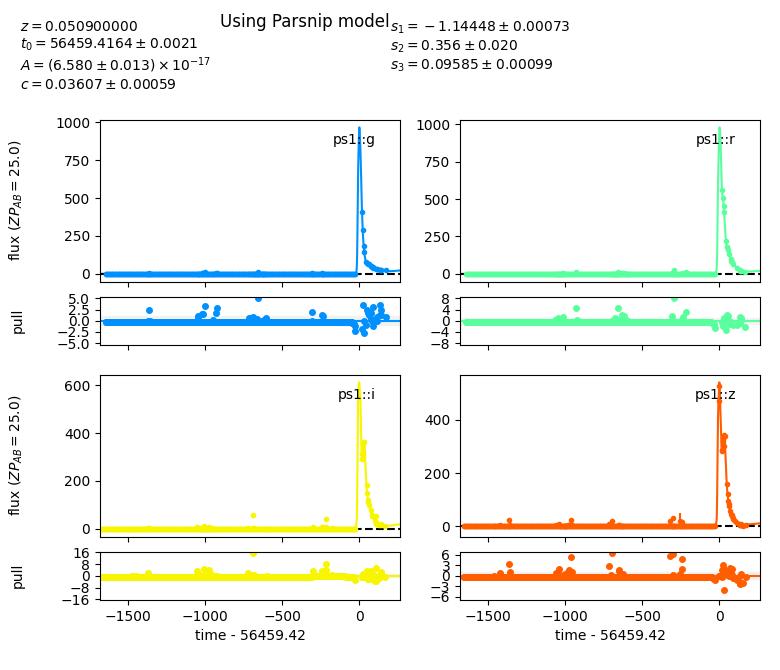 Using Parsnip model
z = 0.050900000
t₀ = 56459.4164 ± 0.0021
A = (6.580 ± 0.013) × 10⁻¹⁷
c = 0.03607 ± 0.00059
s₁ = −1.14448 ± 0.00073
s₂ = 0.356 ± 0.020
s₃ = 0.09585 ± 0.00099
flux (ZP_AB = 25.0)
1000
750
500
250
0
ps1::g
1000
750
500
250
0
ps1::r
pull
5.0
2.5
0.0
−2.5
−5.0
8
4
0
−4
−8
flux (ZP_AB = 25.0)
600
400
200
0
ps1::i
400
200
0
ps1::z
pull
16
8
0
−8
−16
6
3
0
−3
−6
−1500 −1000 −500 0
−1500 −1000 −500 0
time - 56459.42
time - 56459.42